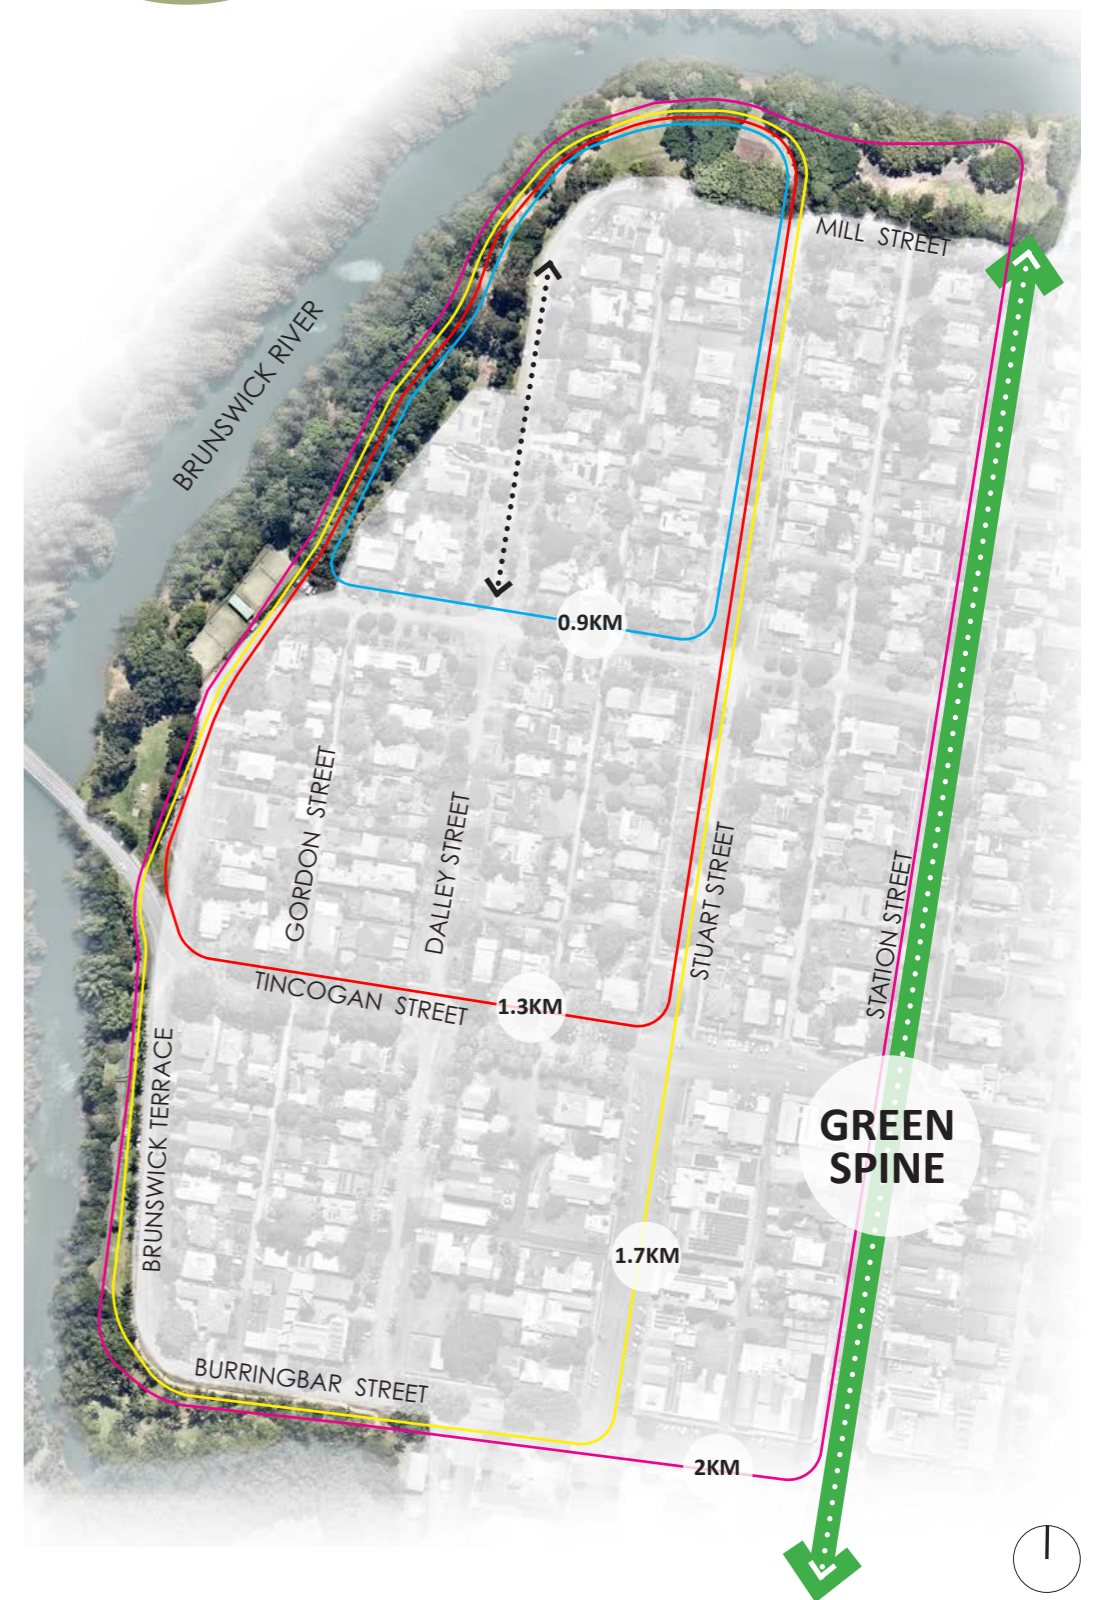 MILL STREET
BRUNSWICK RIVER
0.9KM
GORDON STREET
DALLEY STREET
STUART STREET
STATION STREET
TINCOGAN STREET
1.3KM
BRUNSWICK TERRACE
GREEN
SPINE
1.7KM
BURRINGBAR STREET
2KM